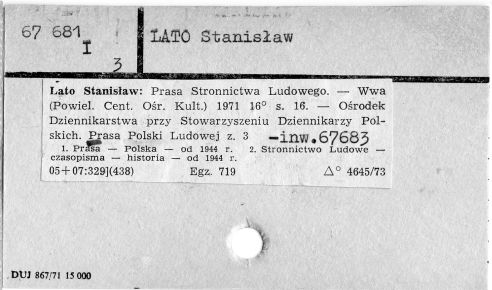 67 681
I
3
LATO Stanisław
Lato Stanisław: Prasa Stronnictwa Ludowego. — Wwa
(Powiel. Cent. Ośr. Kult.) 1971 16° s. 16. — Ośrodek
Dziennikarstwa przy Stowarzyszeniu Dziennikarzy Pol-
skich. Prasa Polski Ludowej z. 3 -inw.67683
1. Prasa — Polska — od 1944 r. 2. Stronnictwo Ludowe —
czasopisma — historia — od 1944 r.
05+07:329](438) Egz. 719 △° 4645/73
DUJ 867/71 15 000